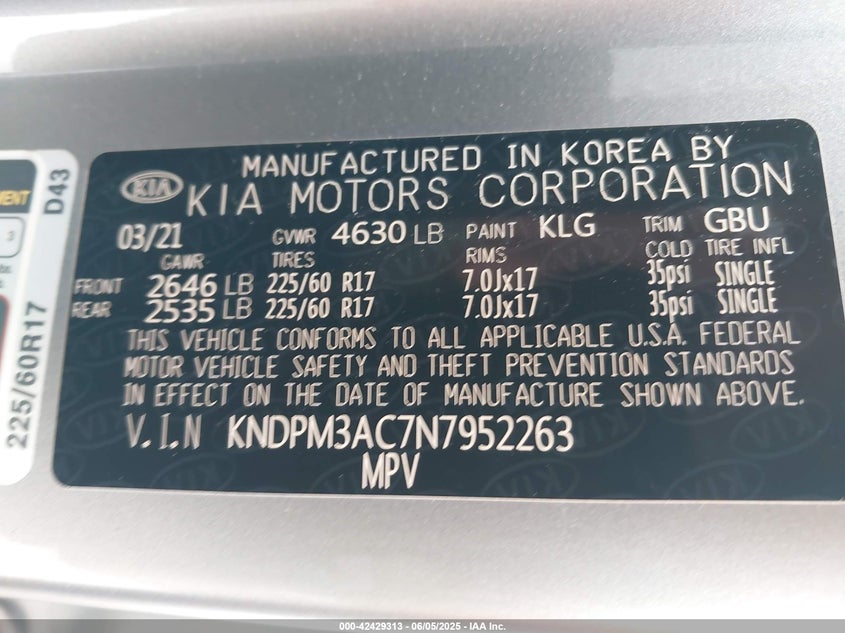 MANUFACTURED IN KOREA BY
KIA KIA MOTORS CORPORATION
03/21 GVWR 4630 LB PAINT KLG TRIM GBU
GAWR TIRES RIMS COLD TIRE INFL
FRONT 2646 LB 225/60 R17 7.0Jx17 35psi SINGLE
REAR 2535 LB 225/60 R17 7.0Jx17 35psi SINGLE
THIS VEHICLE CONFORMS TO ALL APPLICABLE U.S.A. FEDERAL
MOTOR VEHICLE SAFETY AND THEFT PREVENTION STANDARDS
IN EFFECT ON THE DATE OF MANUFACTURE SHOWN ABOVE.
V.I.N KNDPM3AC7N7952263
MPV
D43
225/60R17
3
000-42429313 - 06/05/2025 - IAA Inc.